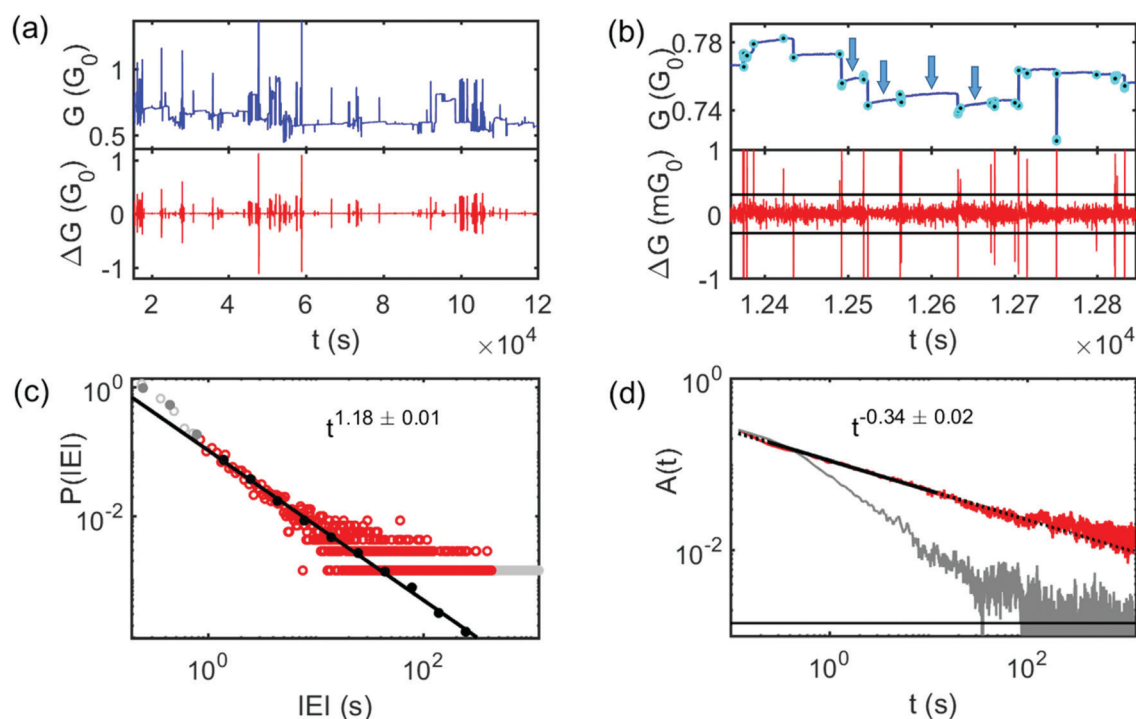 (a)
G (G0)
1
0.5
ΔG (G0)
1
0
-1
2 4 6 8 10 12
t (s)
×10^4
(b)
G (G0)
0.78
0.74
ΔG (mG0)
1
0
-1
1.24 1.25 1.26 1.27 1.28
t (s)
×10^4
(c)
P(IEI)
10^0
10^-2
t^1.18 ± 0.01
10^0 10^2
IEI (s)
(d)
A(t)
10^0
10^-2
t^-0.34 ± 0.02
10^0 10^2
t (s)